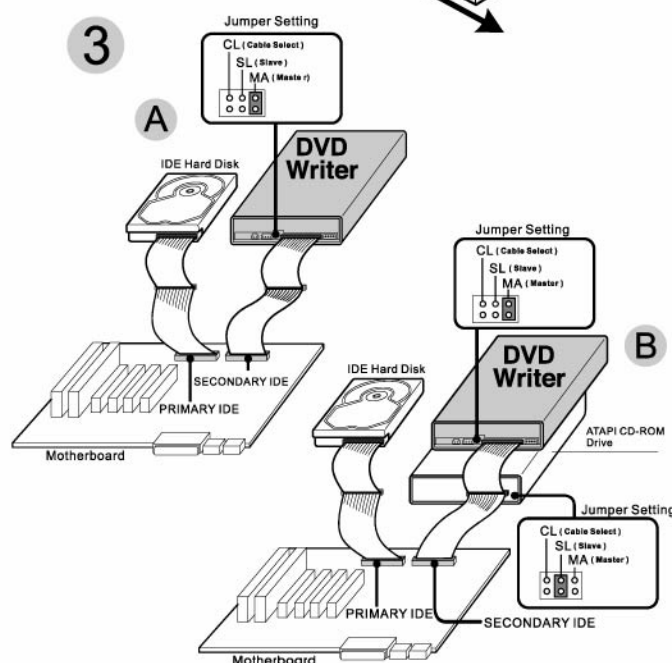 3
Jumper Setting
CL (Cable Select)
SL (Slave)
MA (Master)
A
DVD
Writer
IDE Hard Disk
SECONDARY IDE
PRIMARY IDE
Motherboard
Jumper Setting
CL (Cable Select)
SL (Slave)
MA (Master)
B
DVD
Writer
IDE Hard Disk
ATAPI CD-ROM
Drive
Jumper Setting
CL (Cable Select)
SL (Slave)
MA (Master)
PRIMARY IDE
SECONDARY IDE
Motherboard